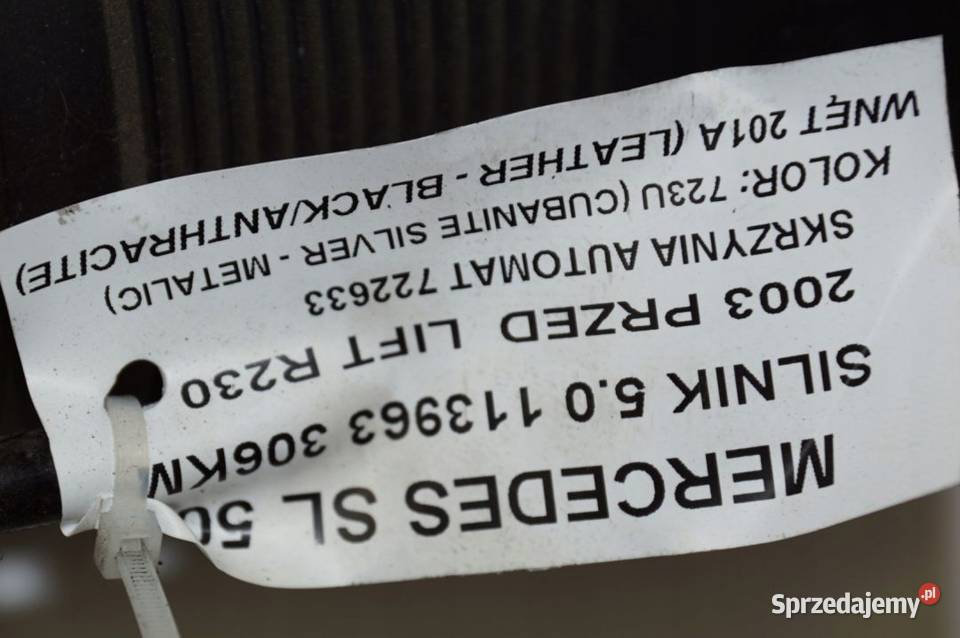 MERCEDES SL 50
SILNIK 5.0 113963 306KM
2003 PRZED LIFT R230
SKRZYNIA AUTOMAT 722633
KOLOR: 723U (CUBANITE SILVER - METALIC)
WNĘT 201A (LEATHER - BLACK/ANTHRACITE)
Sprzedajemy.pl